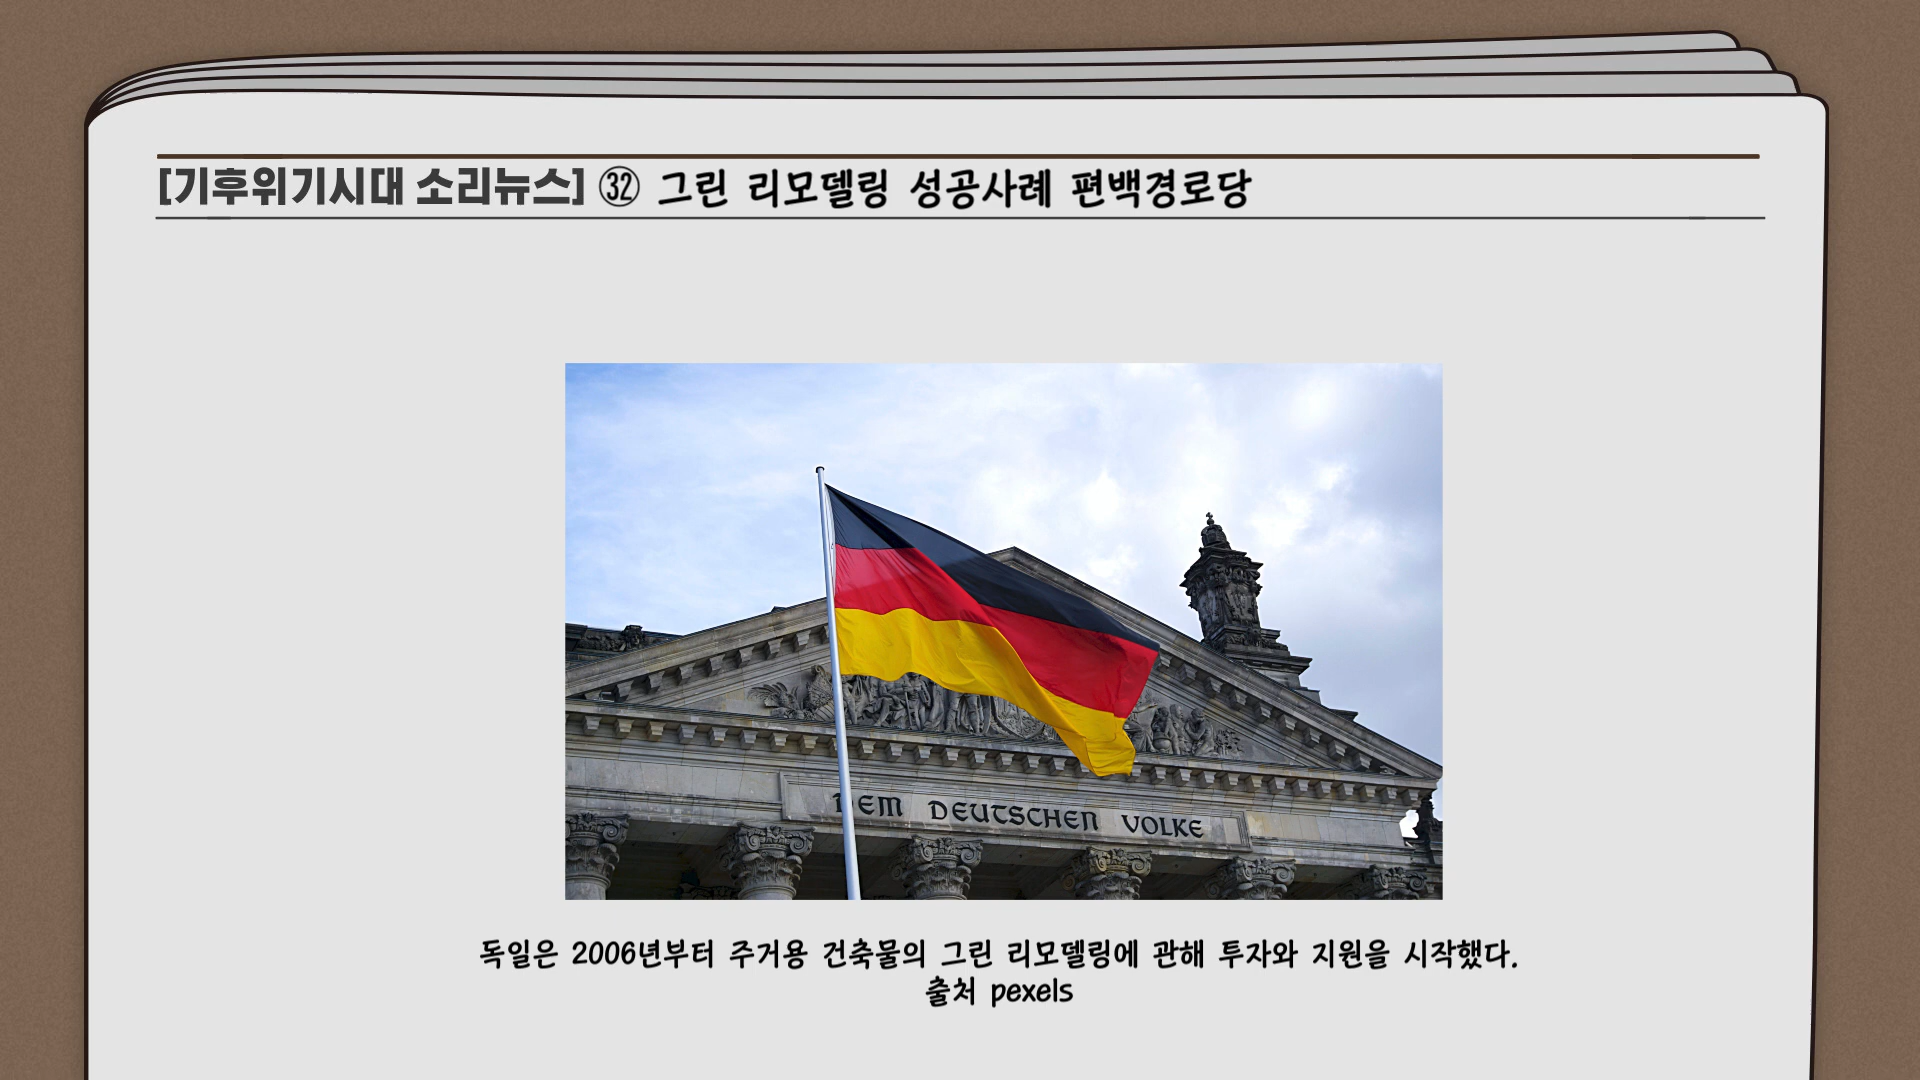 [기후위기시대 소리뉴스] ㉜ 그린 리모델링 성공사례 편백경로당
DEM DEUTSCHEN VOLKE
독일은 2006년부터 주거용 건축물의 그린 리모델링에 관해 투자와 지원을 시작했다.
출처 pexels